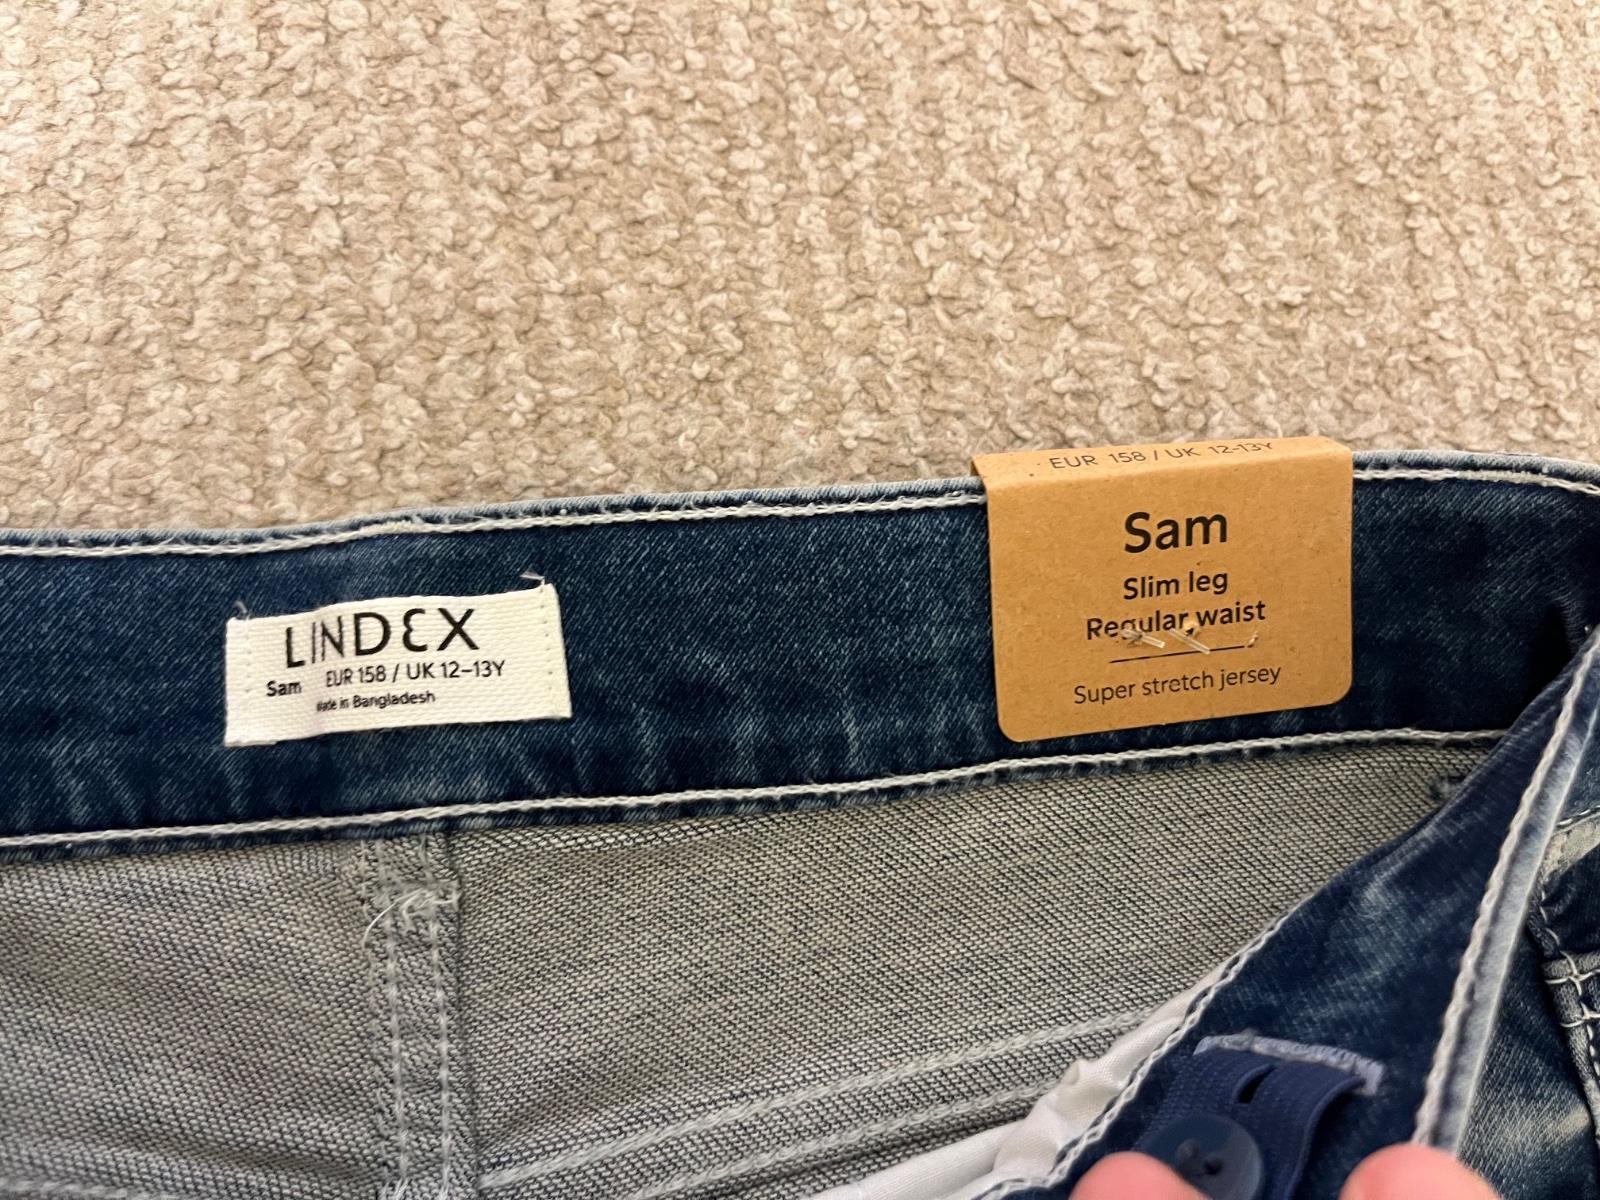 LINDEX
Sam EUR 158 / UK 12-13Y
Made in Bangladesh
EUR 158 / UK 12-13Y
Sam
Slim leg
Regular waist
Super stretch jersey